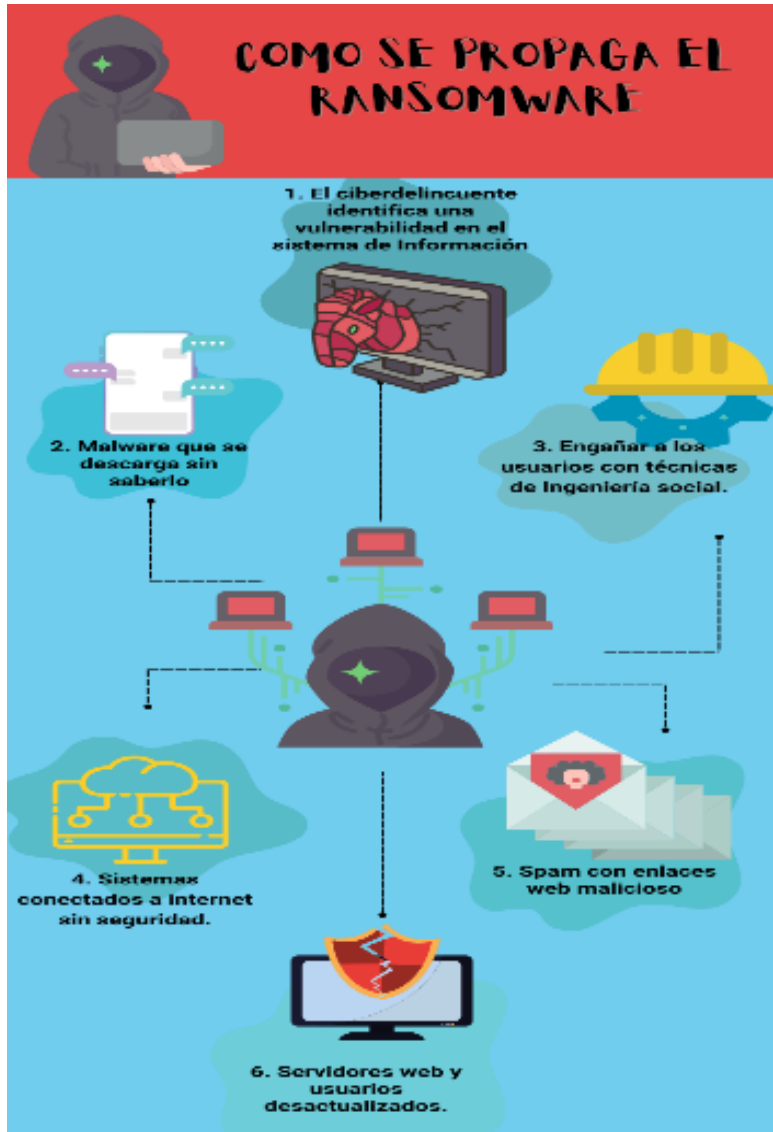 COMO SE PROPAGA EL
RANSOMWARE
1. El ciberdelincuente
identifica una
vulnerabilidad en el
sistema de Información
2. Malware que se
descarga sin
saberlo
3. Engañar a los
usuarios con técnicas
de Ingeniería social.
4. Sistemas
conectados a Internet
sin seguridad.
5. Spam con enlaces
web malicioso
6. Servidores web y
usuarios
desactualizados.